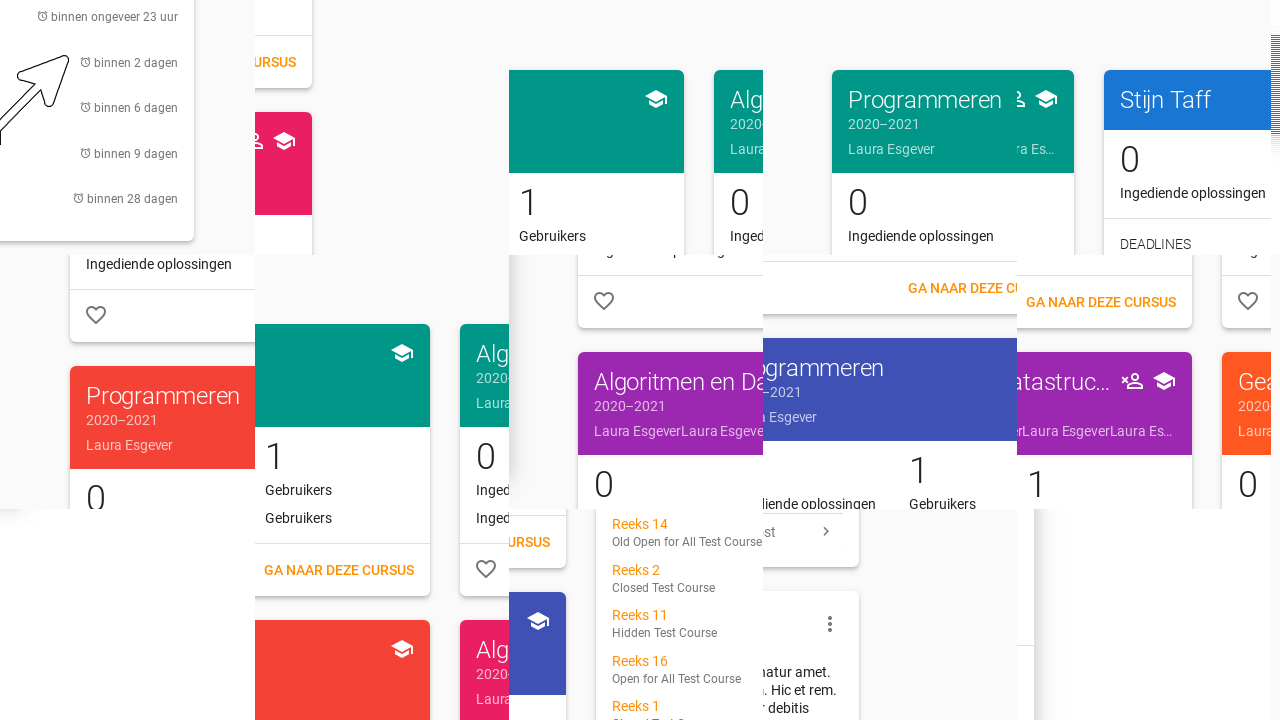 binnen ongeveer 23 uur
binnen 2 dagen
binnen 6 dagen
binnen 9 dagen
binnen 28 dagen
URSUS
1
Gebruikers
Alg
2020-
Laura
0
Inged
Programmeren
2020–2021
Laura Esgever
ra Es...
0
Ingediende oplossingen
Stijn Taff
0
Ingediende oplossingen
DEADLINES
Ingediende oplossingen
Programmeren
2020–2021
Laura Esgever
0
1
Gebruikers
Gebruikers
GA NAAR DEZE CURSUS
Alg
2020-
Laura
0
Inged
Inged
Algoritmen en Da
2020–2021
Laura EsgeverLaura Esgeve
0
GA NAAR DEZE CU
ogrammeren
020–2021
Esgever
1
diende oplossingen
Gebruikers
GA NAAR DEZE CURSUS
atastruc...
erLaura EsgeverLaura Es...
1
Gea
2020-
Laura
0
URSUS
Alg
2020-
Laura
Reeks 14
Old Open for All Test Course
Reeks 2
Closed Test Course
Reeks 11
Hidden Test Course
Reeks 16
Open for All Test Course
Reeks 1
est
natur amet.
. Hic et rem.
r debitis